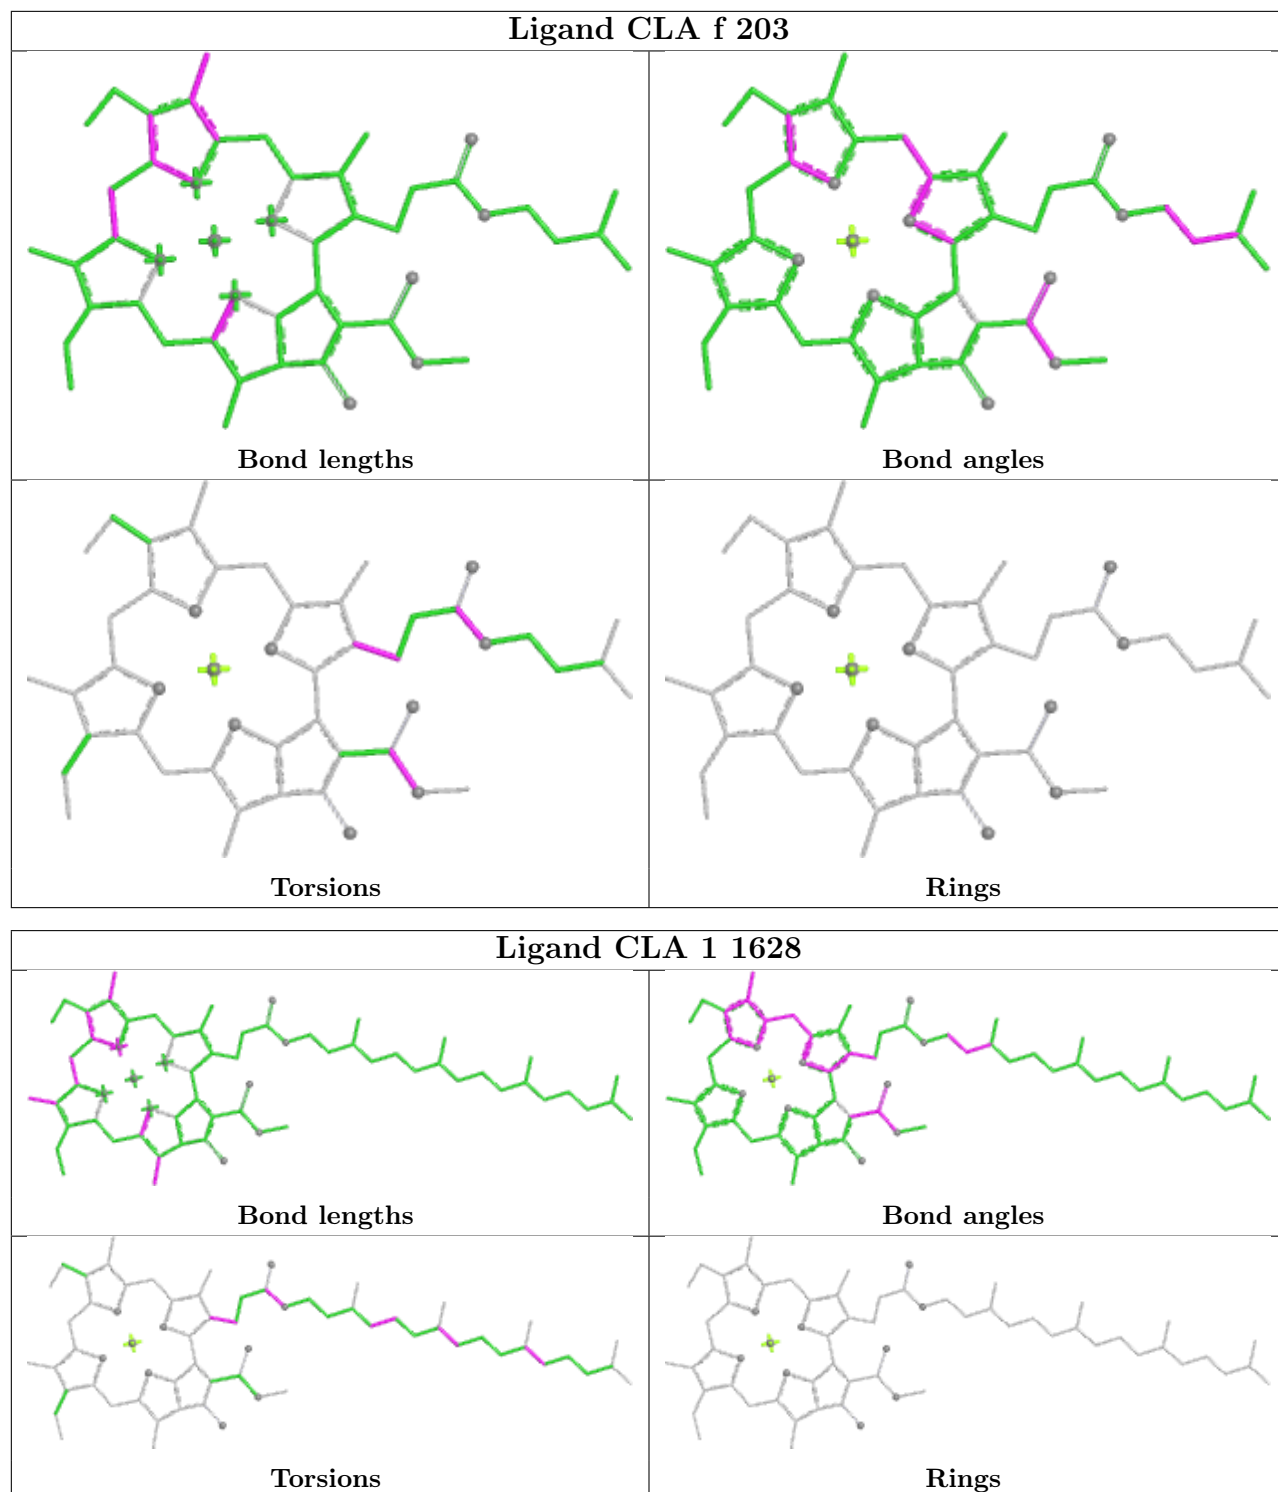 Ligand CLA f 203
Bond lengths
Bond angles
Torsions
Rings
Ligand CLA 1 1628
Bond lengths
Bond angles
Torsions
Rings